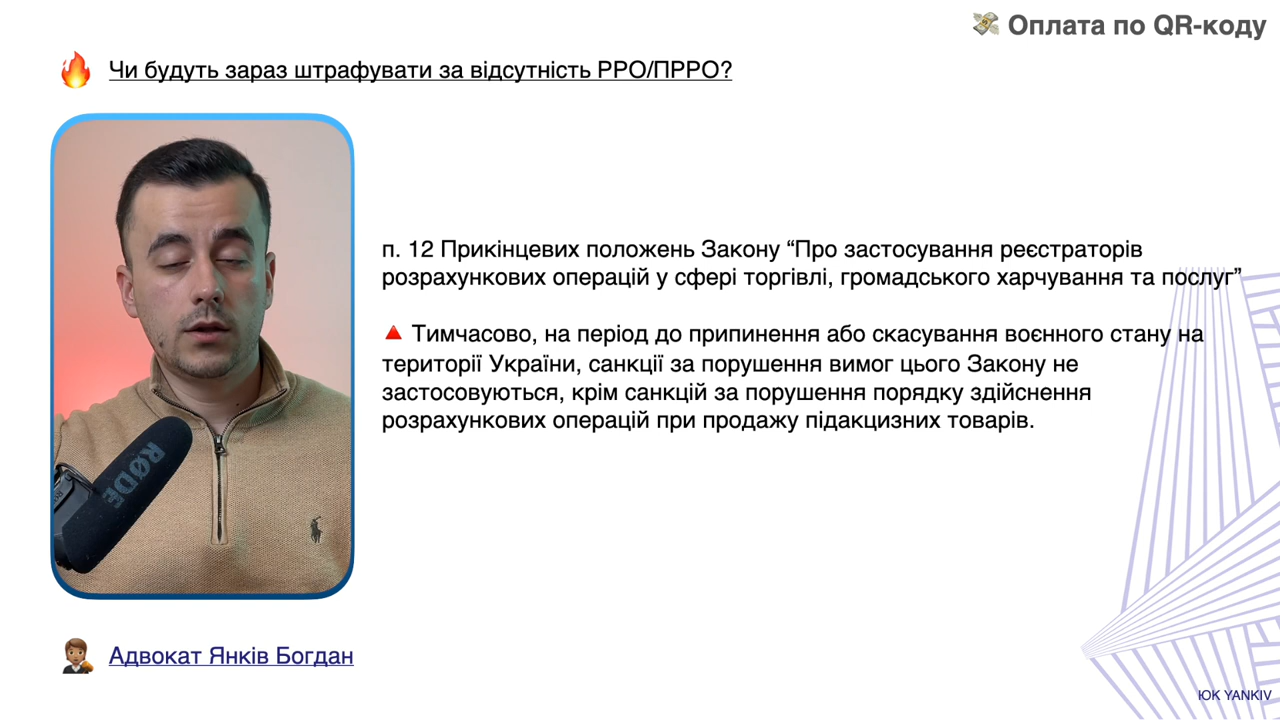 Оплата по QR-коду
Чи будуть зараз штрафувати за відсутність РРО/ПРРО?
п. 12 Прикінцевих положень Закону “Про застосування реєстраторів
розрахункових операцій у сфері торгівлі, громадського харчування та послуг”
Тимчасово, на період до припинення або скасування воєнного стану на
території України, санкції за порушення вимог цього Закону не
застосовуються, крім санкцій за порушення порядку здійснення
розрахункових операцій при продажу підакцизних товарів.
RØDE
Адвокат Янків Богдан
ЮК YANKIV